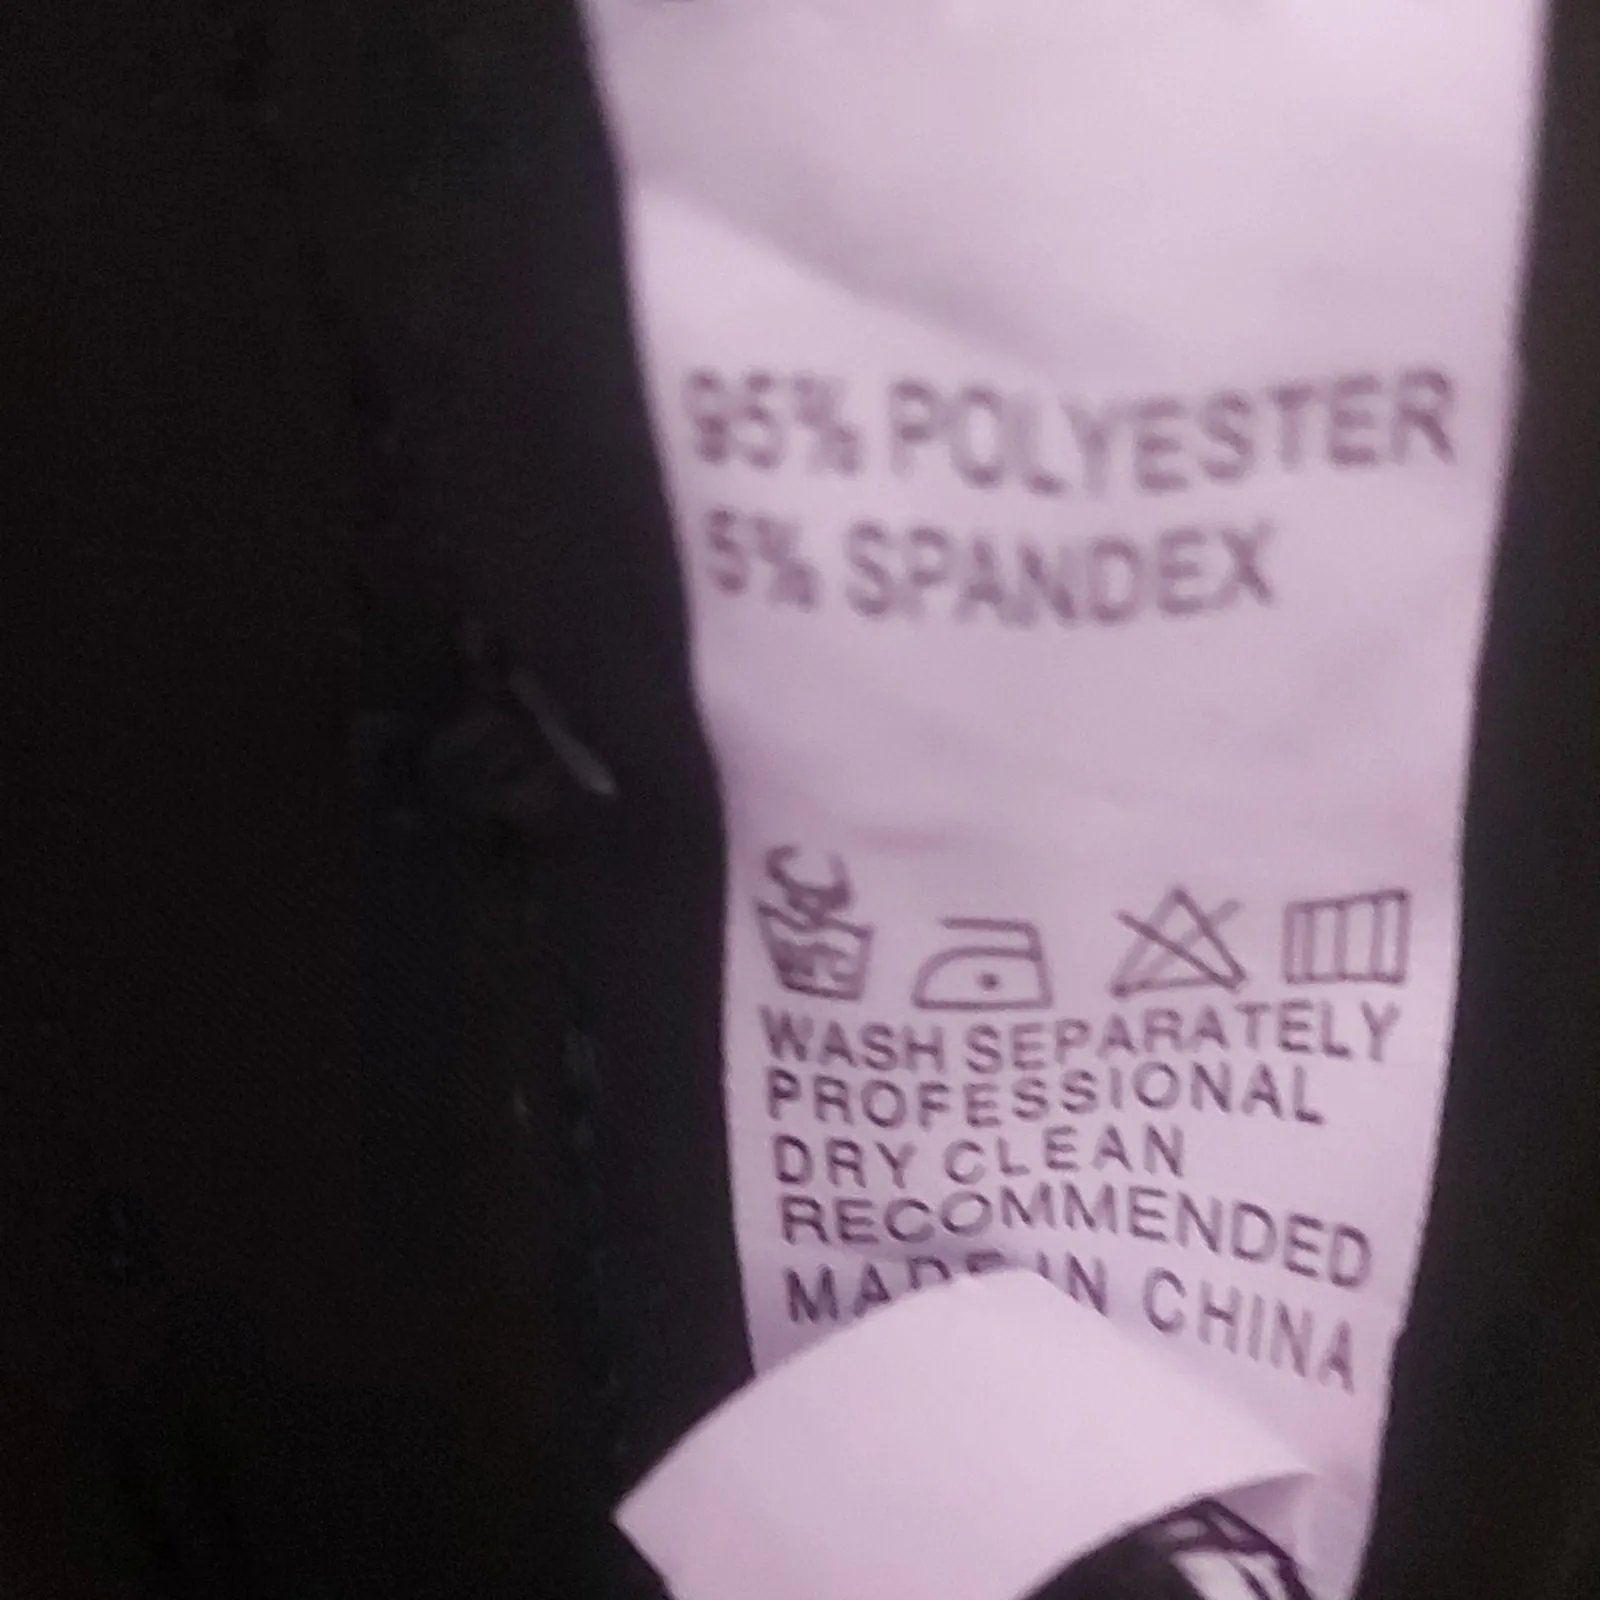 95% POLYESTER
5% SPANDEX
WASH SEPARATELY
PROFESSIONAL
DRY CLEAN
RECOMMENDED
MADE IN CHINA